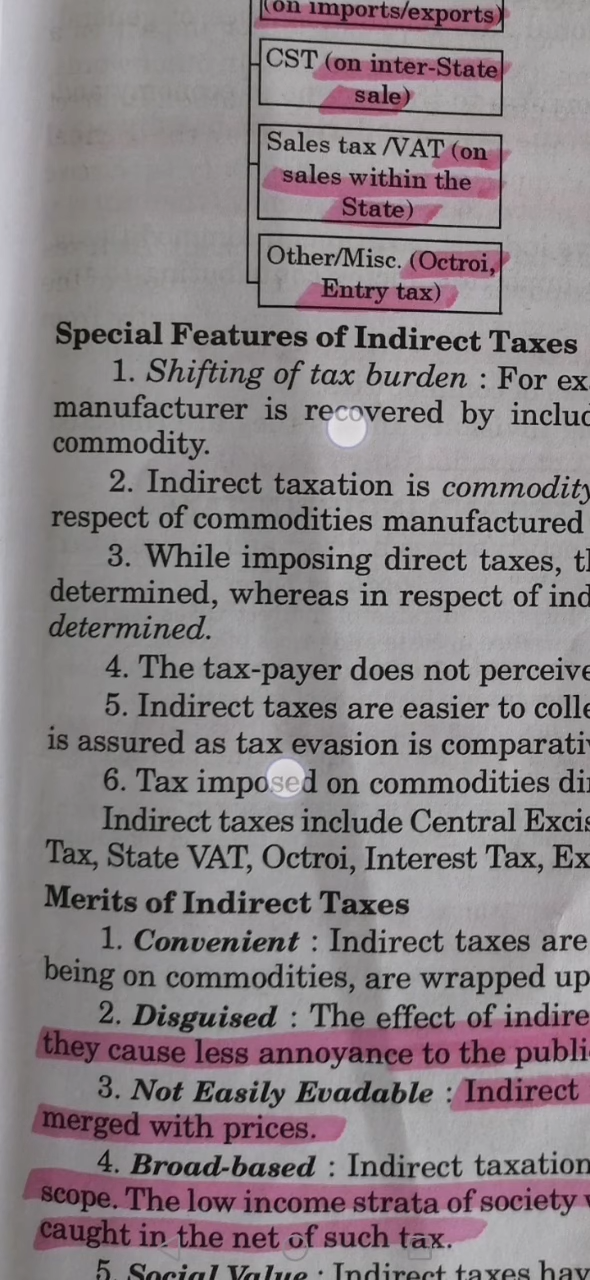 (on imports/exports)
CST (on inter-State
sale)
Sales tax /VAT (on
sales within the
State)
Other/Misc. (Octroi,
Entry tax)
Special Features of Indirect Taxes
1. Shifting of tax burden : For ex
manufacturer is recovered by includ
commodity.
2. Indirect taxation is commodity
respect of commodities manufactured
3. While imposing direct taxes, th
determined, whereas in respect of ind
determined.
4. The tax-payer does not perceive
5. Indirect taxes are easier to colle
is assured as tax evasion is comparativ
6. Tax imposed on commodities dir
Indirect taxes include Central Excis
Tax, State VAT, Octroi, Interest Tax, Ex
Merits of Indirect Taxes
1. Convenient : Indirect taxes are
being on commodities, are wrapped up
2. Disguised : The effect of indire
they cause less annoyance to the publi
3. Not Easily Evadable : Indirect
merged with prices.
4. Broad-based : Indirect taxation
scope. The low income strata of society
caught in the net of such tax.
5. Social Value : Indirect taxes hav